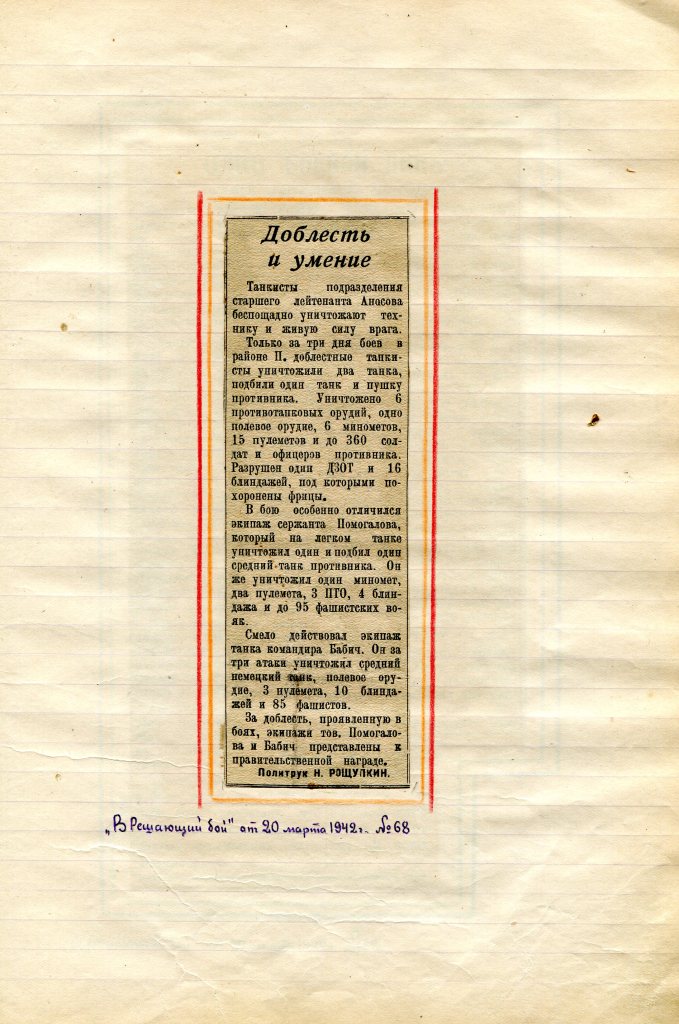 Доблесть
и умение
Танкисты подразделения
старшего лейтенанта Аносова
беспощадно уничтожают тех-
нику и живую силу врага.
Только за три дня боев в
районе П. доблестные танки-
сты уничтожили два танка,
подбили один танк и пушку
противника. Уничтожено 6
противотанковых орудий, одно
полевое орудие, 6 минометов,
15 пулеметов и до 360 сол-
дат и офицеров противника.
Разрушен один ДЗОТ и 16
блиндажей, под которыми по-
хоронены фрицы.
В бою особенно отличился
экипаж сержанта Помогалова,
который на легком танке
уничтожил один и подбил один
средний танк противника. Он
же уничтожил один миномет,
два пулемета, 3 ПТО, 4 блин-
дажа и до 95 фашистских во-
як.
Смело действовал экипаж
танка командира Бабич. Он за
три атаки уничтожил средний
немецкий танк, полевое ору-
дие, 3 пулемета, 10 блинда-
жей и 85 фашистов.
За доблесть, проявленную в
боях, экипажи тов. Помогало-
ва и Бабич представлены к
правительственной награде.
Политрук Н. РОЩУПКИН.
„В Решающий бой" от 20 марта 1942г. №68